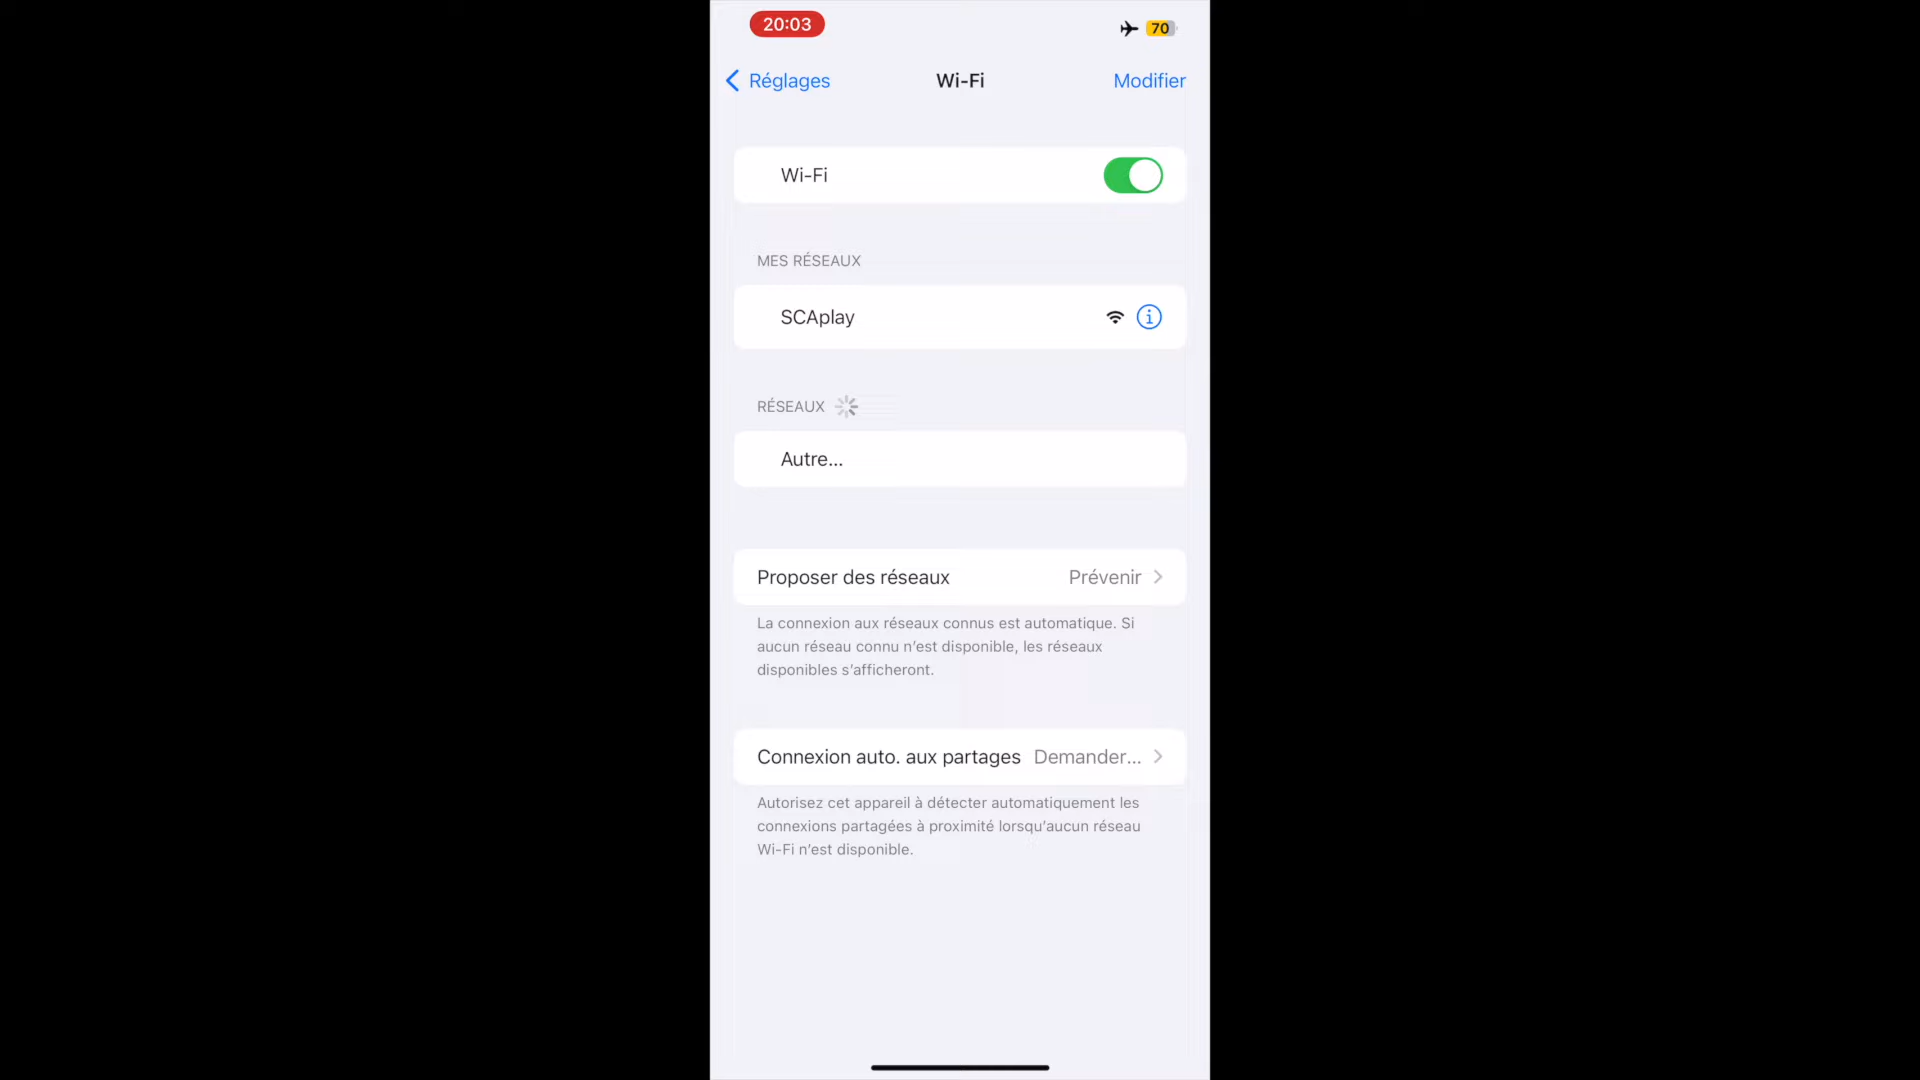 20:03
70
Réglages
Wi-Fi
Modifier
Wi-Fi
MES RÉSEAUX
SCAplay
RÉSEAUX
Autre...
Proposer des réseaux
Prévenir
La connexion aux réseaux connus est automatique. Si
aucun réseau connu n’est disponible, les réseaux
disponibles s’afficheront.
Connexion auto. aux partages
Demander...
Autorisez cet appareil à détecter automatiquement les
connexions partagées à proximité lorsqu’aucun réseau
Wi-Fi n’est disponible.